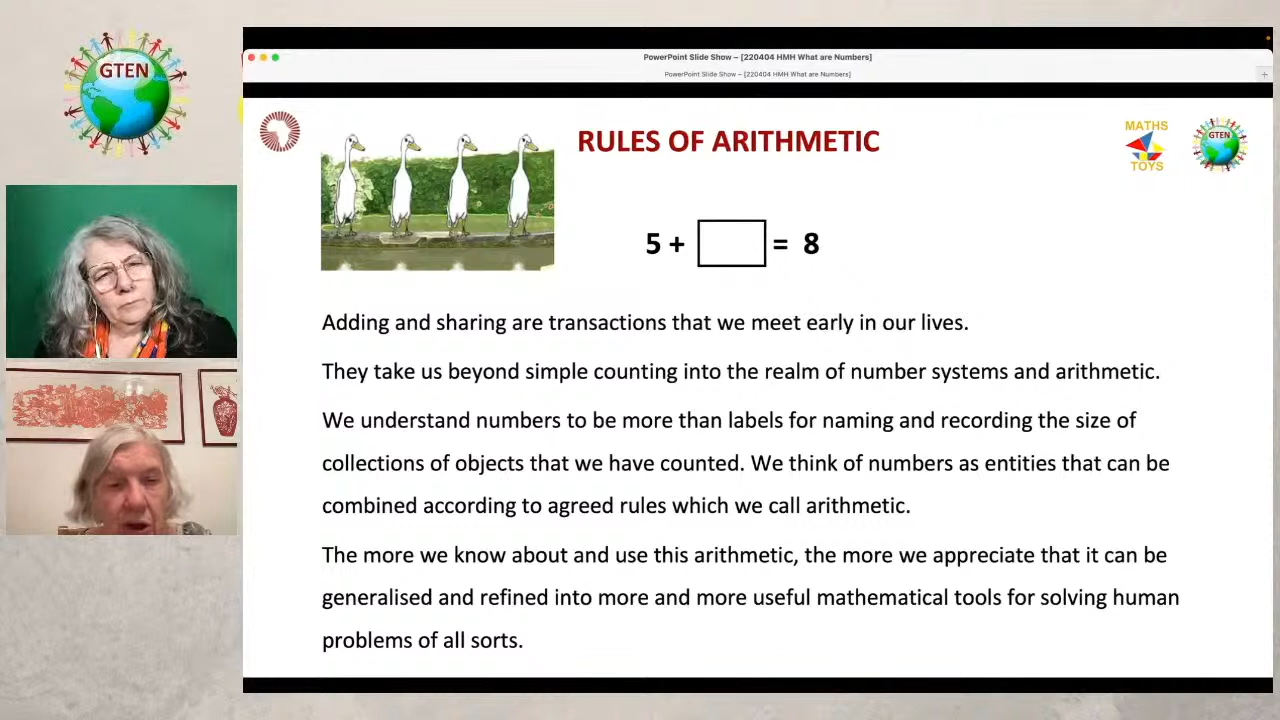 GTEN
PowerPoint Slide Show – [220404 HMH What are Numbers]
PowerPoint Slide Show – [220404 HMH What are Numbers]
RULES OF ARITHMETIC
MATHS
TOYS
GTEN
5 + = 8
Adding and sharing are transactions that we meet early in our lives.
They take us beyond simple counting into the realm of number systems and arithmetic.
We understand numbers to be more than labels for naming and recording the size of
collections of objects that we have counted. We think of numbers as entities that can be
combined according to agreed rules which we call arithmetic.
The more we know about and use this arithmetic, the more we appreciate that it can be
generalised and refined into more and more useful mathematical tools for solving human
problems of all sorts.